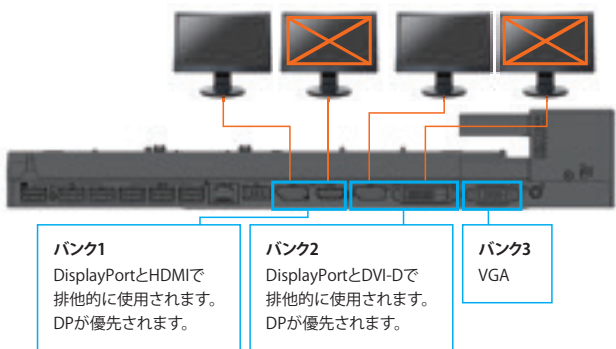 バンク1
DisplayPortとHDMIで
排他的に使用されます。
DPが優先されます。
バンク2
DisplayPortとDVI-Dで
排他的に使用されます。
DPが優先されます。
バンク3
VGA